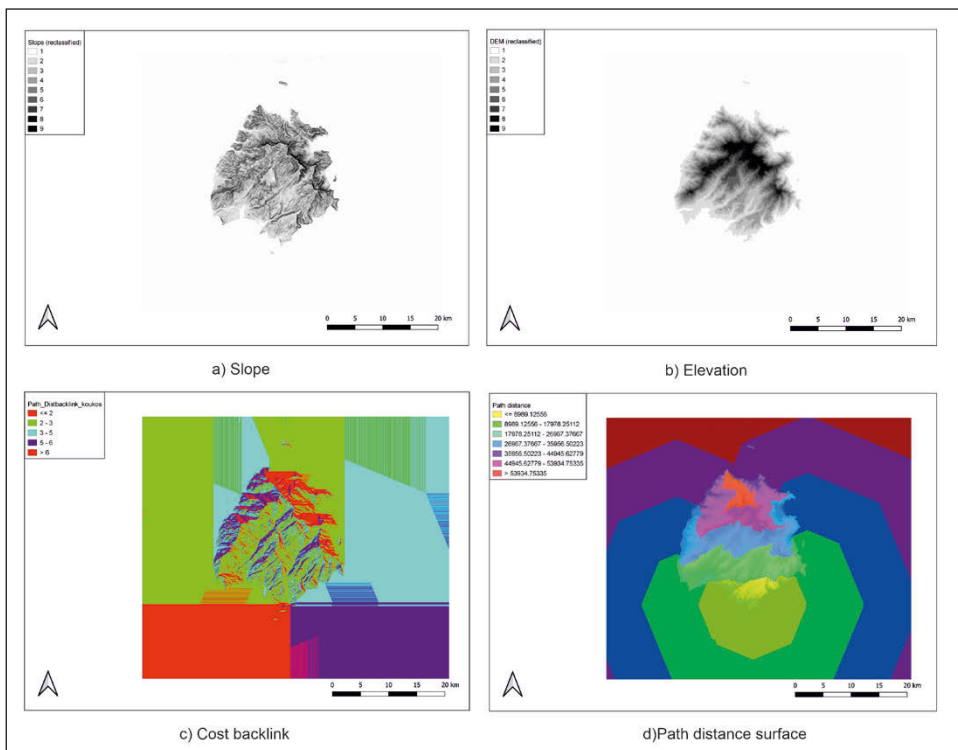 Slope (reclassified)
1
2
3
4
5
6
7
8
9
0 5 10 15 20 km
a) Slope
DEM (reclassified)
1
2
3
4
5
6
7
8
9
0 5 10 15 20 km
b) Elevation
Path_Distbacklink_koukos
<= 2
2 - 3
3 - 5
5 - 6
> 6
0 5 10 15 20 km
c) Cost backlink
Path distance
<= 8989.12556
8989.12556 - 17978.25112
17978.25112 - 26967.37667
26967.37667 - 35956.50223
35956.50223 - 44945.62779
44945.62779 - 53934.75335
> 53934.75335
0 5 10 15 20 km
d)Path distance surface